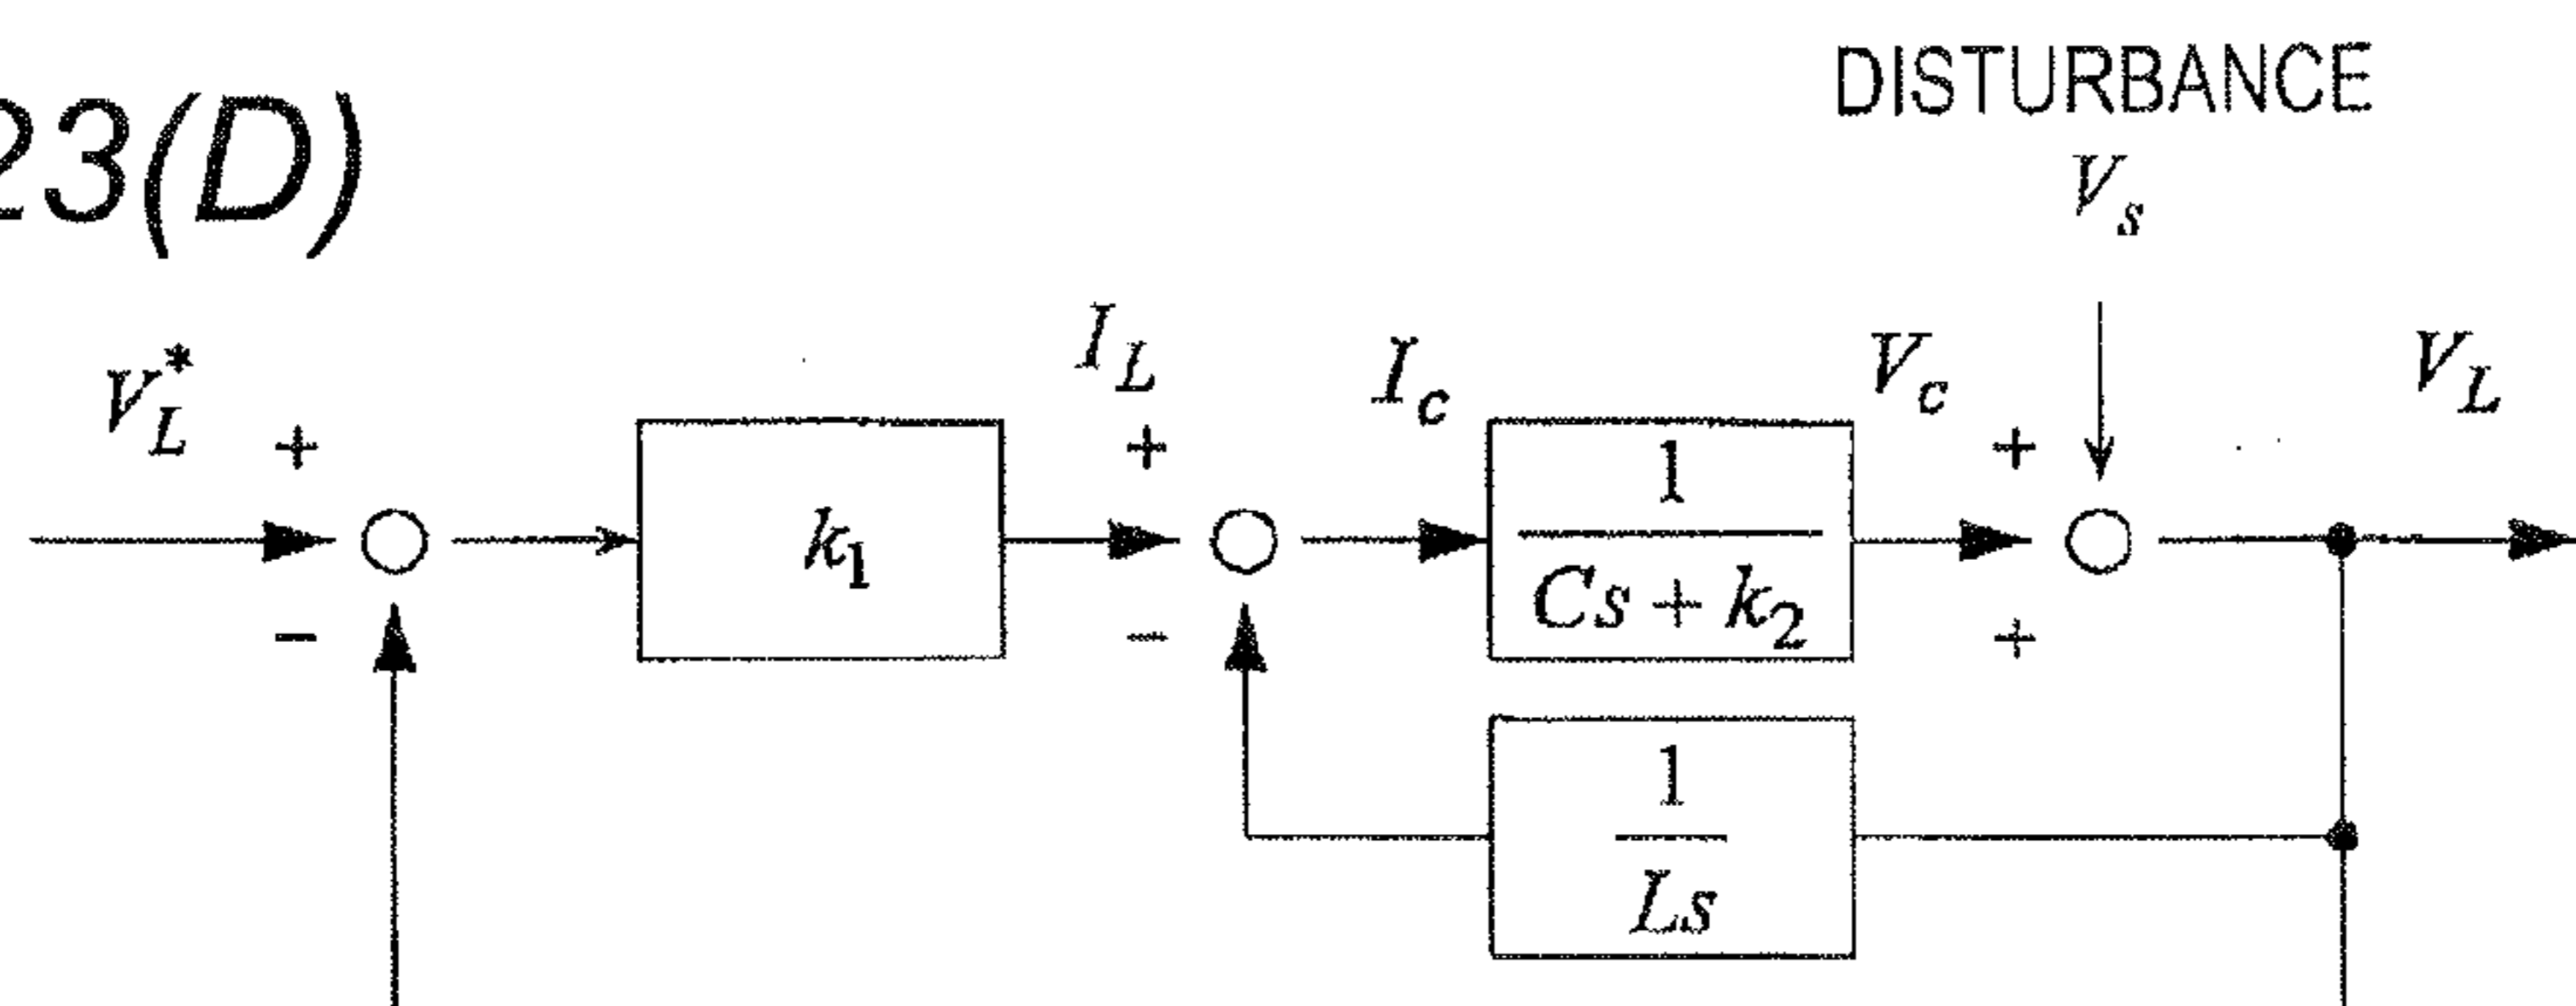 23(D)
DISTURBANCE
V_s
V_L^*
+
−
k_1
I_L
+
−
I_c
1
Cs + k_2
V_c
+
+
V_L
1
Ls